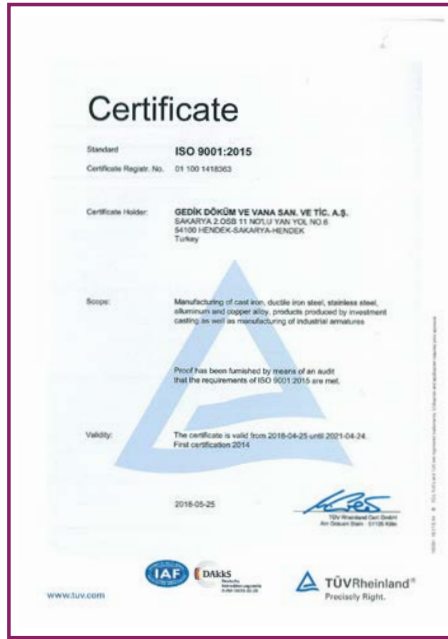 Certificate
Standard ISO 9001:2015
Certificate Registr. No. 01 100 1418363
Certificate Holder: GEDİK DÖKÜM VE VANA SAN. VE TİC. A.Ş.
SAKARYA 2.OSB 11 NO'LU YAN YOL NO 6
54100 HENDEK-SAKARYA-HENDEK
Turkey
Scope: Manufacturing of cast iron, ductile iron steel, stainless steel,
alluminum and copper alloy, products produced by investment
casting as well as manufacturing of industrial armatures
Proof has been furnished by means of an audit
that the requirements of ISO 9001:2015 are met.
Validity: The certificate is valid from 2018-04-25 until 2021-04-24.
First certification 2014
2018-05-25
TÜV Rheinland Cert GmbH
Am Grauen Stein · 51105 Köln
www.tuv.com
IAF
DAkkS
Deutsche
Akkreditierungsstelle
TÜVRheinland®
Precisely Right.